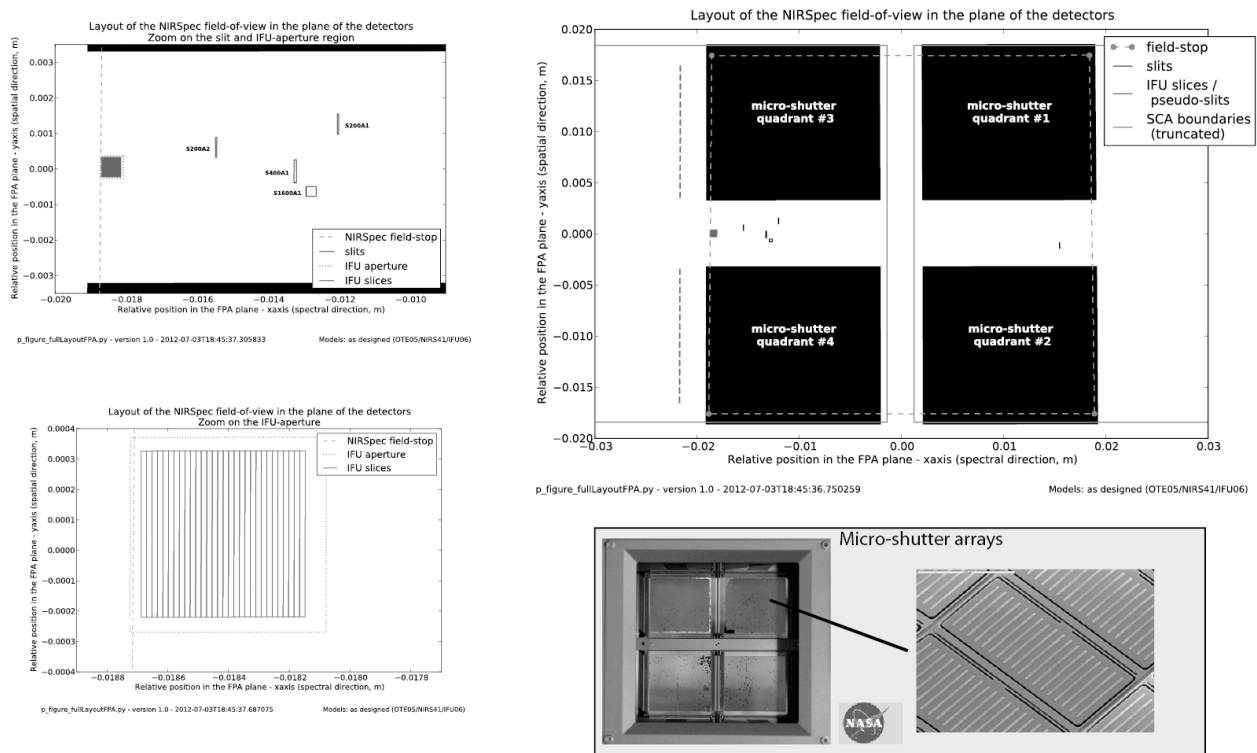 Layout of the NIRSpec field-of-view in the plane of the detectors
Zoom on the slit and IFU-aperture region
Relative position in the FPA plane - yaxis (spatial direction, m)
0.003
0.002
0.001
0.000
−0.001
−0.002
−0.003
S200A1
S200A2
S400A1
S1600A1
NIRSpec field-stop
slits
IFU aperture
IFU slices
−0.020
−0.018
−0.016
−0.014
−0.012
−0.010
Relative position in the FPA plane - xaxis (spectral direction, m)
p_figure_fullLayoutFPA.py - version 1.0 - 2012-07-03T18:45:37.305833
Models: as designed (OTE05/NIRS41/IFU06)
Layout of the NIRSpec field-of-view in the plane of the detectors
Zoom on the IFU-aperture
Relative position in the FPA plane - yaxis (spatial direction, m)
0.0004
0.0003
0.0002
0.0001
0.0000
−0.0001
−0.0002
−0.0003
−0.0004
NIRSpec field-stop
IFU aperture
IFU slices
−0.0188
−0.0186
−0.0184
−0.0182
−0.0180
−0.0178
Relative position in the FPA plane - xaxis (spectral direction, m)
p_figure_fullLayoutFPA.py - version 1.0 - 2012-07-03T18:45:37.687075
Models: as designed (OTE05/NIRS41/IFU06)
Layout of the NIRSpec field-of-view in the plane of the detectors
Relative position in the FPA plane - yaxis (spatial direction, m)
0.020
0.015
0.010
0.005
0.000
−0.005
−0.010
−0.015
−0.020
micro-shutter
quadrant #3
micro-shutter
quadrant #1
micro-shutter
quadrant #4
micro-shutter
quadrant #2
field-stop
slits
IFU slices /
pseudo-slits
SCA boundaries
(truncated)
−0.02
−0.01
0.00
0.01
0.02
0.03
Relative position in the FPA plane - xaxis (spectral direction, m)
p_figure_fullLayoutFPA.py - version 1.0 - 2012-07-03T18:45:36.750259
Models: as designed (OTE05/NIRS41/IFU06)
Micro-shutter arrays
NASA